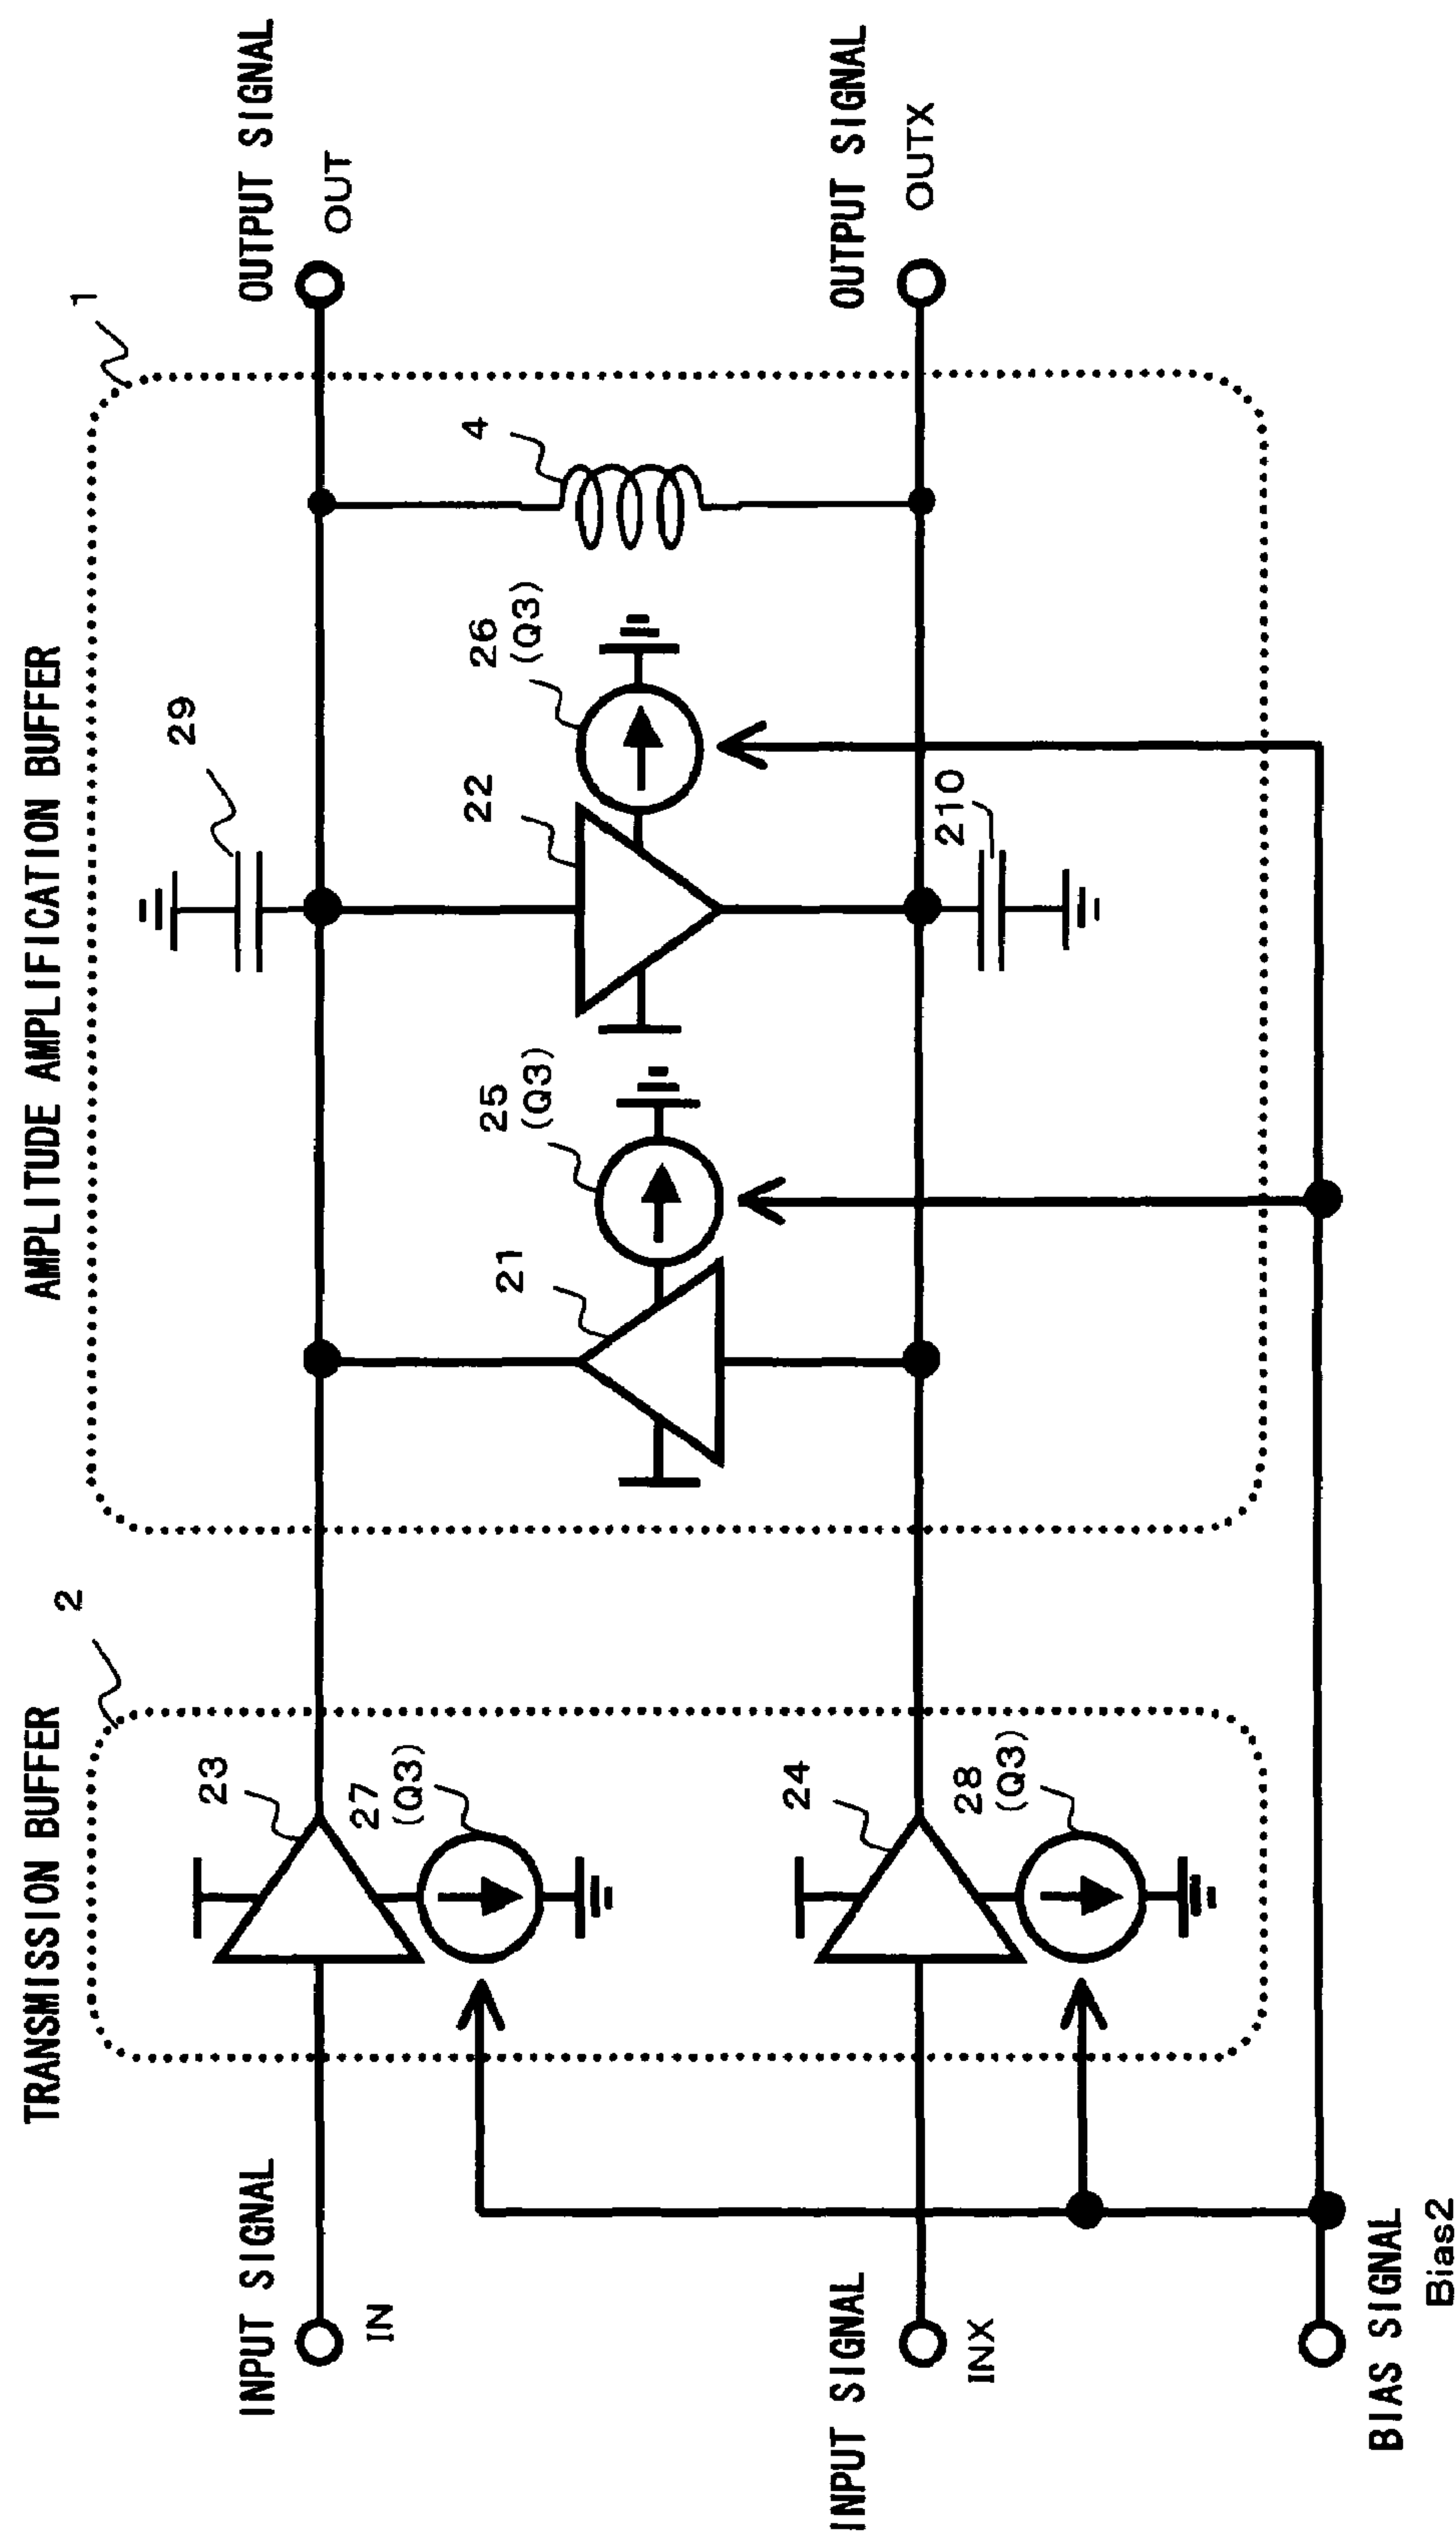 TRANSMISSION BUFFER
2
AMPLITUDE AMPLIFICATION BUFFER
1
INPUT SIGNAL
IN
23
27
(Q3)
29
21
25
(Q3)
22
26
(Q3)
4
OUTPUT SIGNAL
OUT
INPUT SIGNAL
INX
24
28
(Q3)
210
OUTPUT SIGNAL
OUTX
BIAS SIGNAL
Bias2